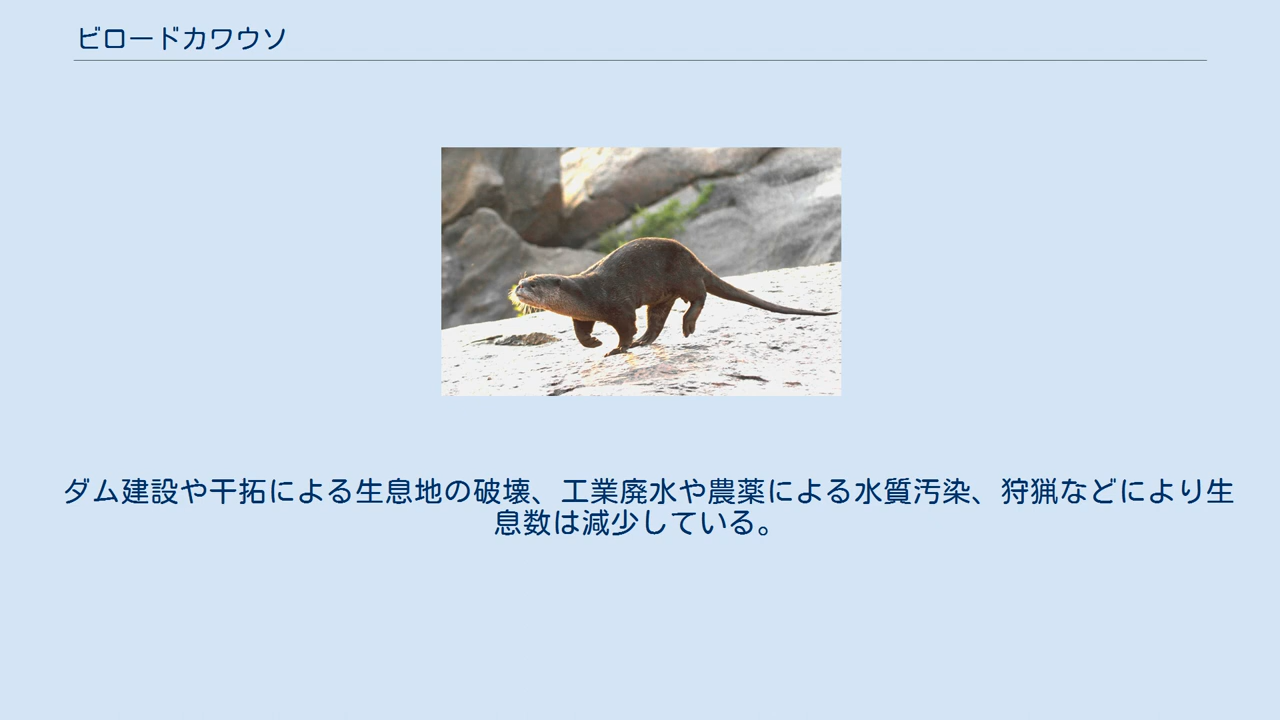 ビロードカワウソ
ダム建設や干拓による生息地の破壊、工業廃水や農薬による水質汚染、狩猟などにより生
息数は減少している。